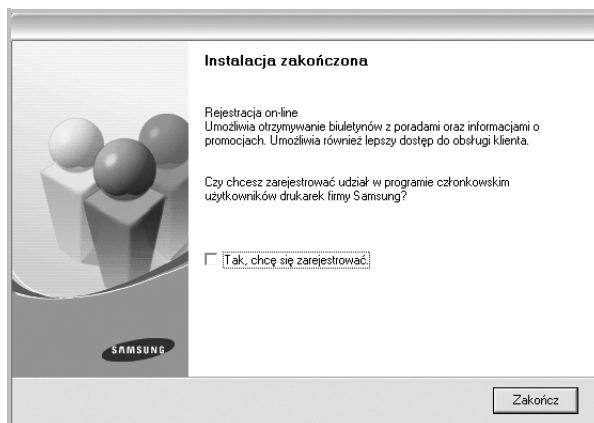 Instalacja zakończona
Rejestracja on-line
Umożliwia otrzymywanie biuletynów z poradami oraz informacjami o
promocjach. Umożliwia również lepszy dostęp do obsługi klienta.
Czy chcesz zarejestrować udział w programie członkowskim
użytkowników drukarek firmy Samsung?
Tak, chcę się zarejestrować.
SAMSUNG
Zakończ